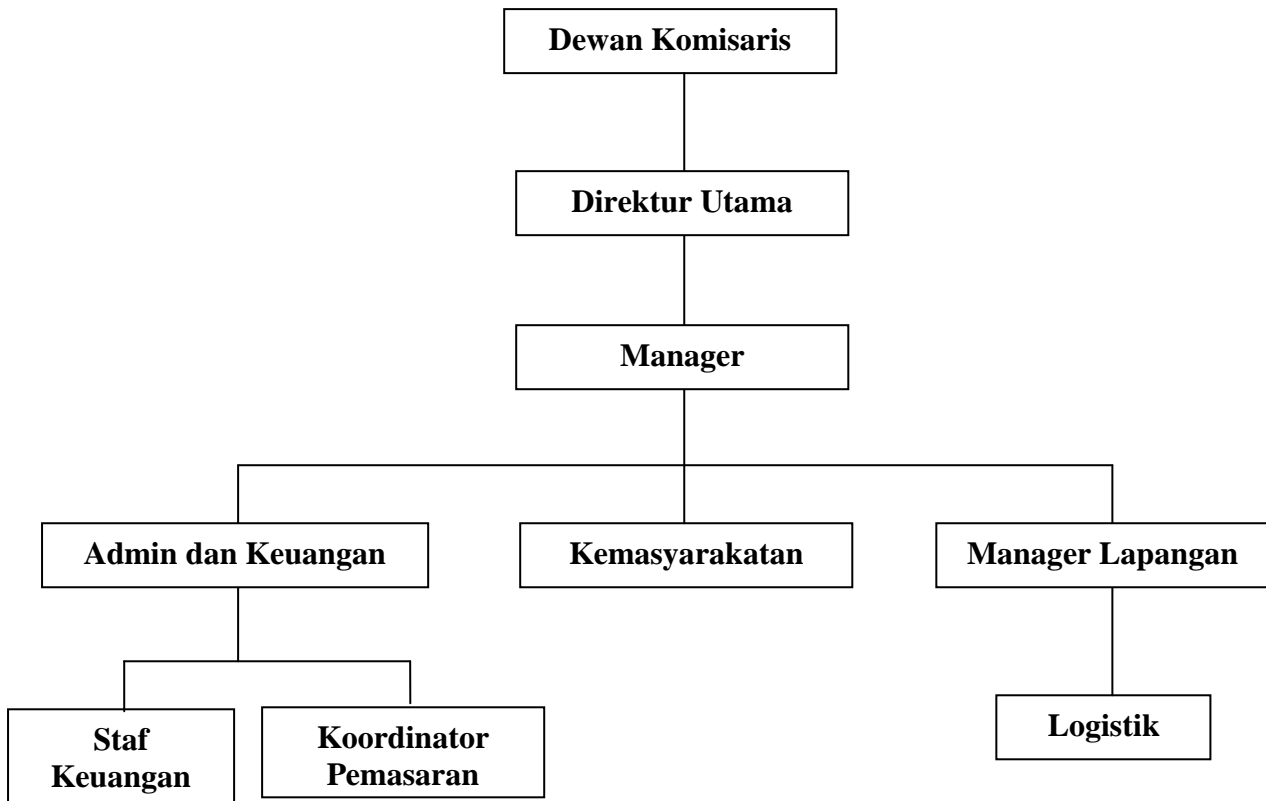 Dewan Komisaris
Direktur Utama
Manager
Admin dan Keuangan
Kemasyarakatan
Manager Lapangan
Staf
Keuangan
Koordinator
Pemasaran
Logistik